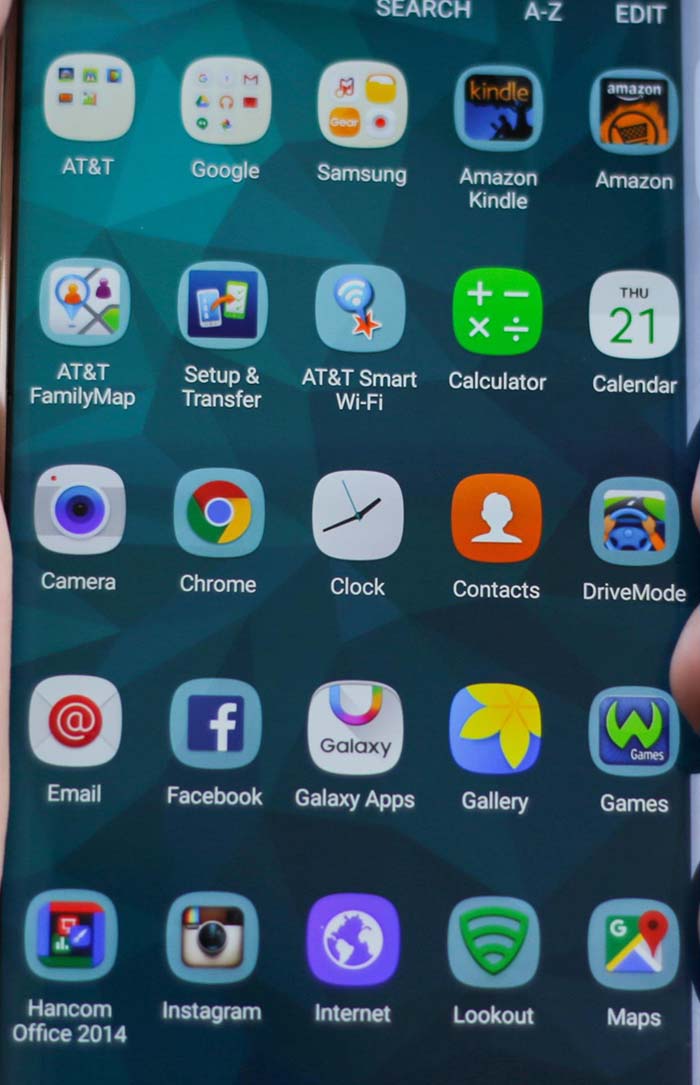 SEARCH A-Z EDIT
AT&T Google Gear Samsung kindle Amazon Kindle amazon Amazon
AT&T FamilyMap Setup & Transfer AT&T Smart Wi-Fi Calculator THU 21 Calendar
Camera Chrome Clock Contacts DriveMode
Email Facebook Galaxy Galaxy Apps Gallery Games Games
Hancom Office 2014 Instagram Internet Lookout G Maps